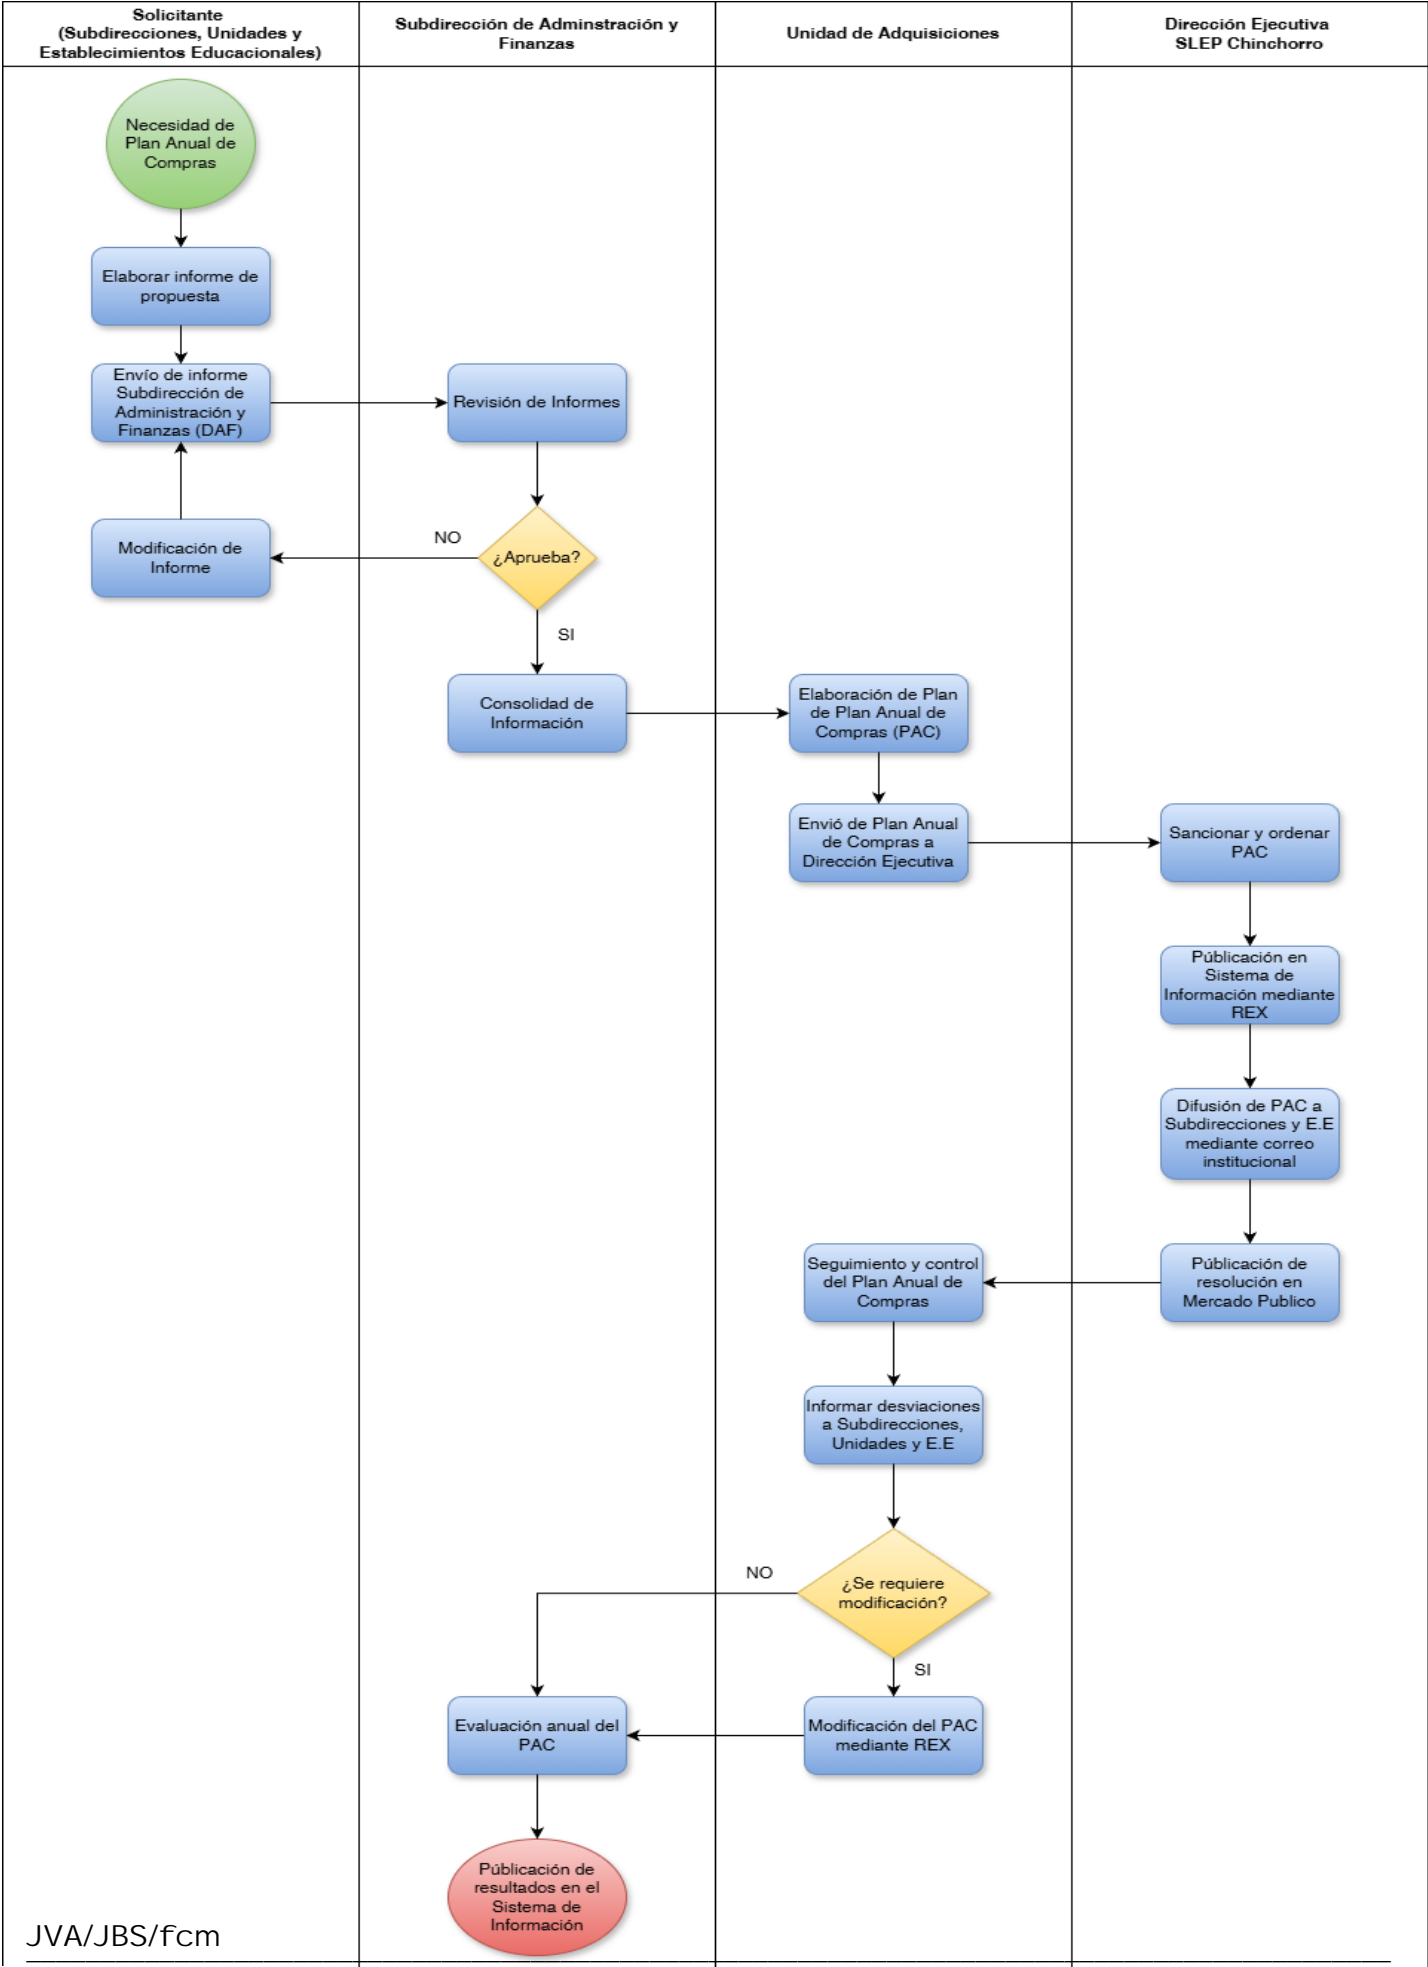 Solicitante
(Subdirecciones, Unidades y
Establecimientos Educacionales)
Subdirección de Adminstración y
Finanzas
Unidad de Adquisiciones
Dirección Ejecutiva
SLEP Chinchorro
Necesidad de
Plan Anual de
Compras
Elaborar informe de
propuesta
Envío de informe
Subdirección de
Administración y
Finanzas (DAF)
Revisión de Informes
Modificación de
Informe
NO
¿Aprueba?
SI
Consolidad de
Información
Elaboración de Plan
de Plan Anual de
Compras (PAC)
Envió de Plan Anual
de Compras a
Dirección Ejecutiva
Sancionar y ordenar
PAC
Públicación en
Sistema de
Información mediante
REX
Difusión de PAC a
Subdirecciones y E.E
mediante correo
institucional
Públicación de
resolución en
Mercado Publico
Seguimiento y control
del Plan Anual de
Compras
Informar desviaciones
a Subdirecciones,
Unidades y E.E
NO
¿Se requiere
modificación?
SI
Modificación del PAC
mediante REX
Evaluación anual del
PAC
Públicación de
resultados en el
Sistema de
Información
JVA/JBS/fcm